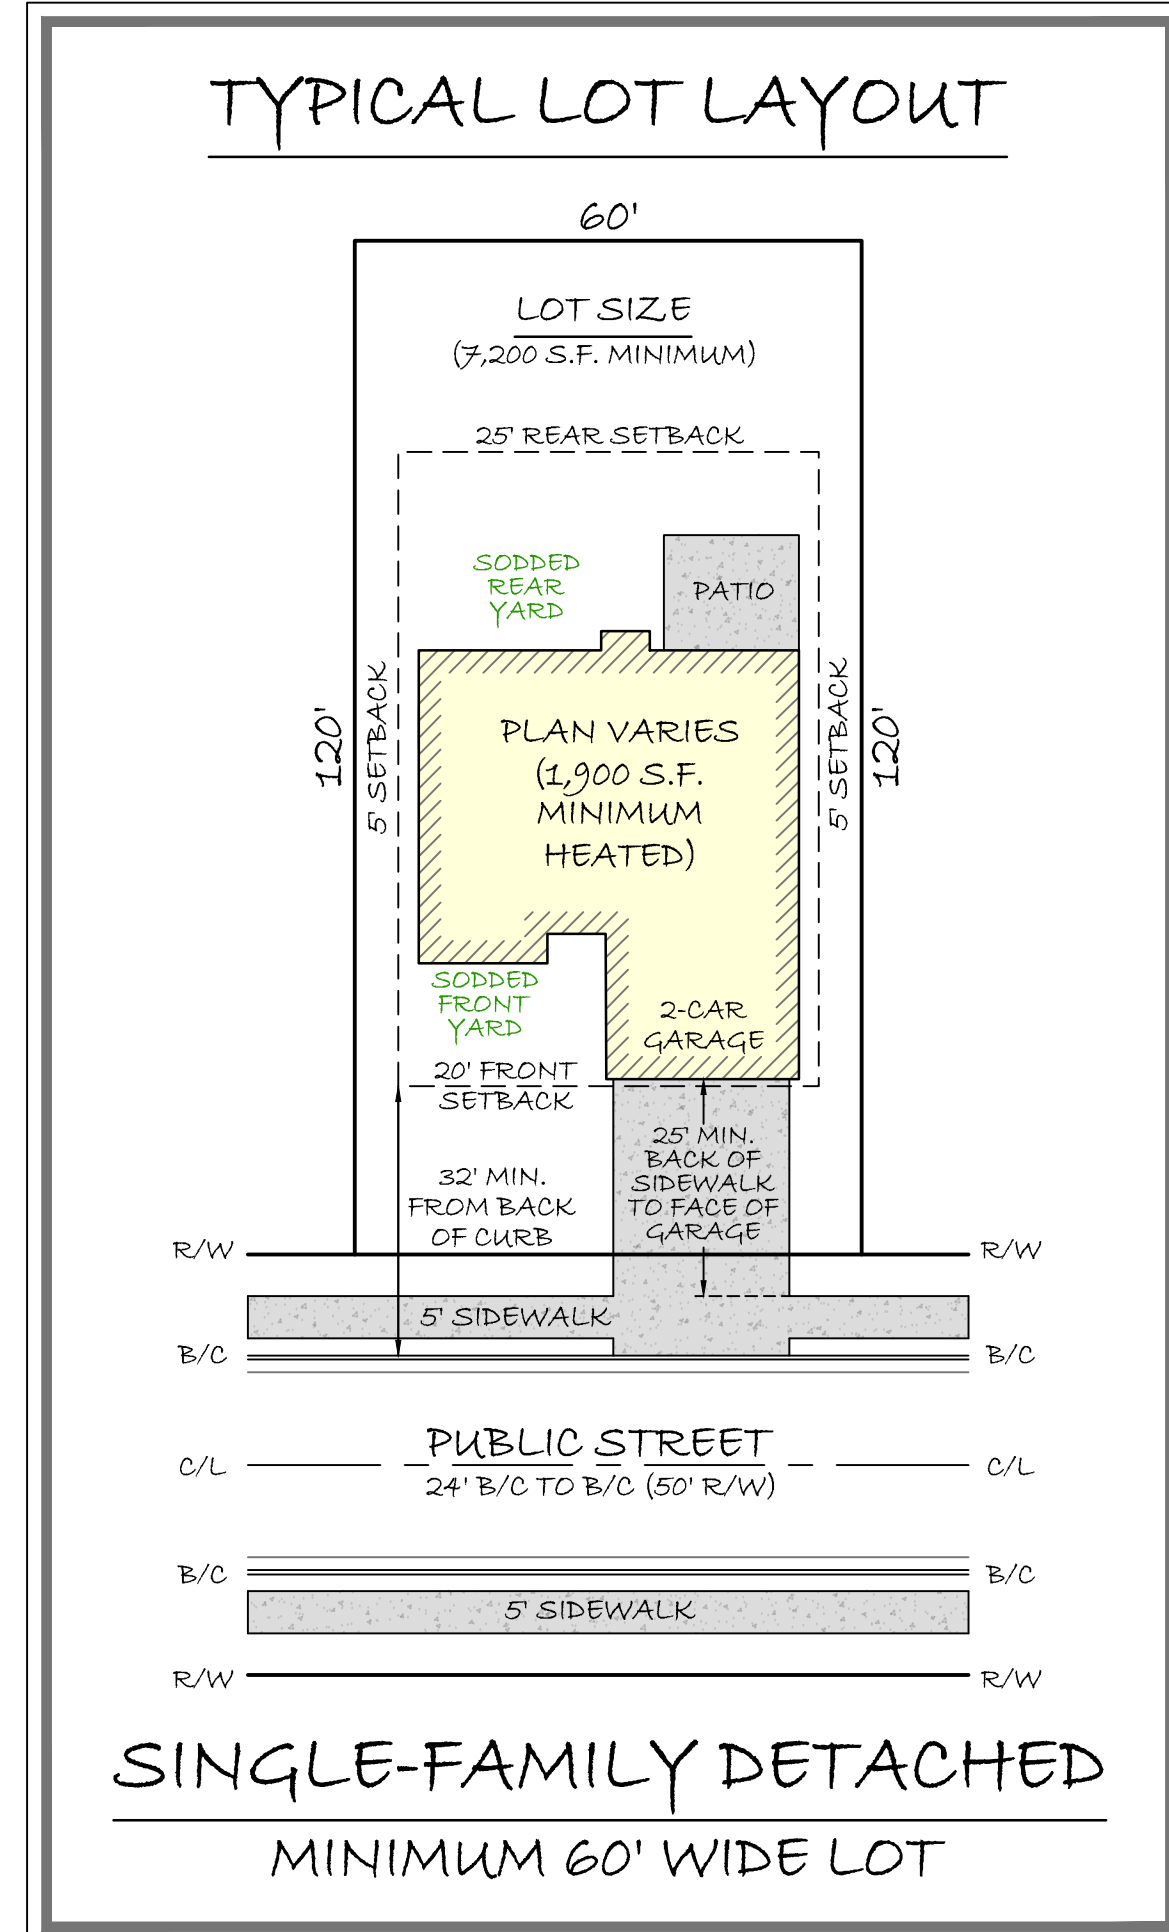 TYPICAL LOT LAYOUT
60'
LOT SIZE
(7,200 S.F. MINIMUM)
25' REAR SETBACK
SODDED
REAR
YARD
PATIO
120'
5' SETBACK
PLAN VARIES
(1,900 S.F.
MINIMUM
HEATED)
5' SETBACK
120'
SODDED
FRONT
YARD
2-CAR
GARAGE
20' FRONT
SETBACK
32' MIN.
FROM BACK
OF CURB
25' MIN.
BACK OF
SIDEWALK
TO FACE OF
GARAGE
R/W
R/W
5' SIDEWALK
B/C
B/C
PUBLIC STREET
C/L
C/L
24' B/C TO B/C (50' R/W)
B/C
B/C
5' SIDEWALK
R/W
R/W
SINGLE-FAMILY DETACHED
MINIMUM 60' WIDE LOT